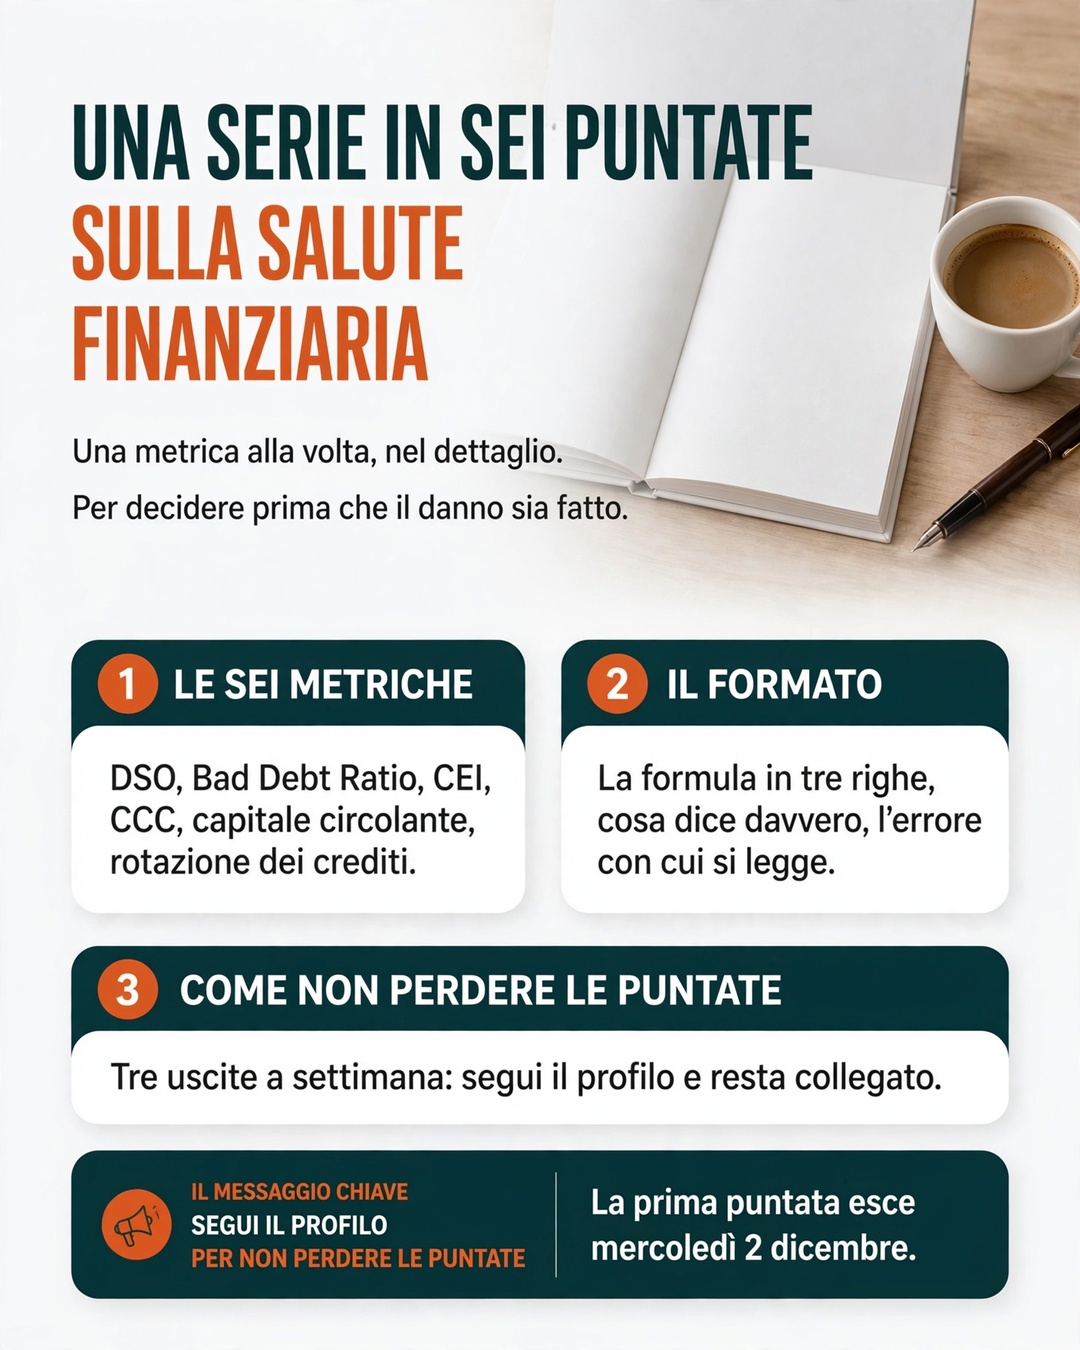 UNA SERIE IN SEI PUNTATE
SULLA SALUTE
FINANZIARIA
Una metrica alla volta, nel dettaglio.
Per decidere prima che il danno sia fatto.
1 LE SEI METRICHE
DSO, Bad Debt Ratio, CEI,
CCC, capitale circolante,
rotazione dei crediti.
2 IL FORMATO
La formula in tre righe,
cosa dice davvero, l’errore
con cui si legge.
3 COME NON PERDERE LE PUNTATE
Tre uscite a settimana: segui il profilo e resta collegato.
IL MESSAGGIO CHIAVE
SEGUI IL PROFILO
PER NON PERDERE LE PUNTATE
La prima puntata esce
mercoledì 2 dicembre.